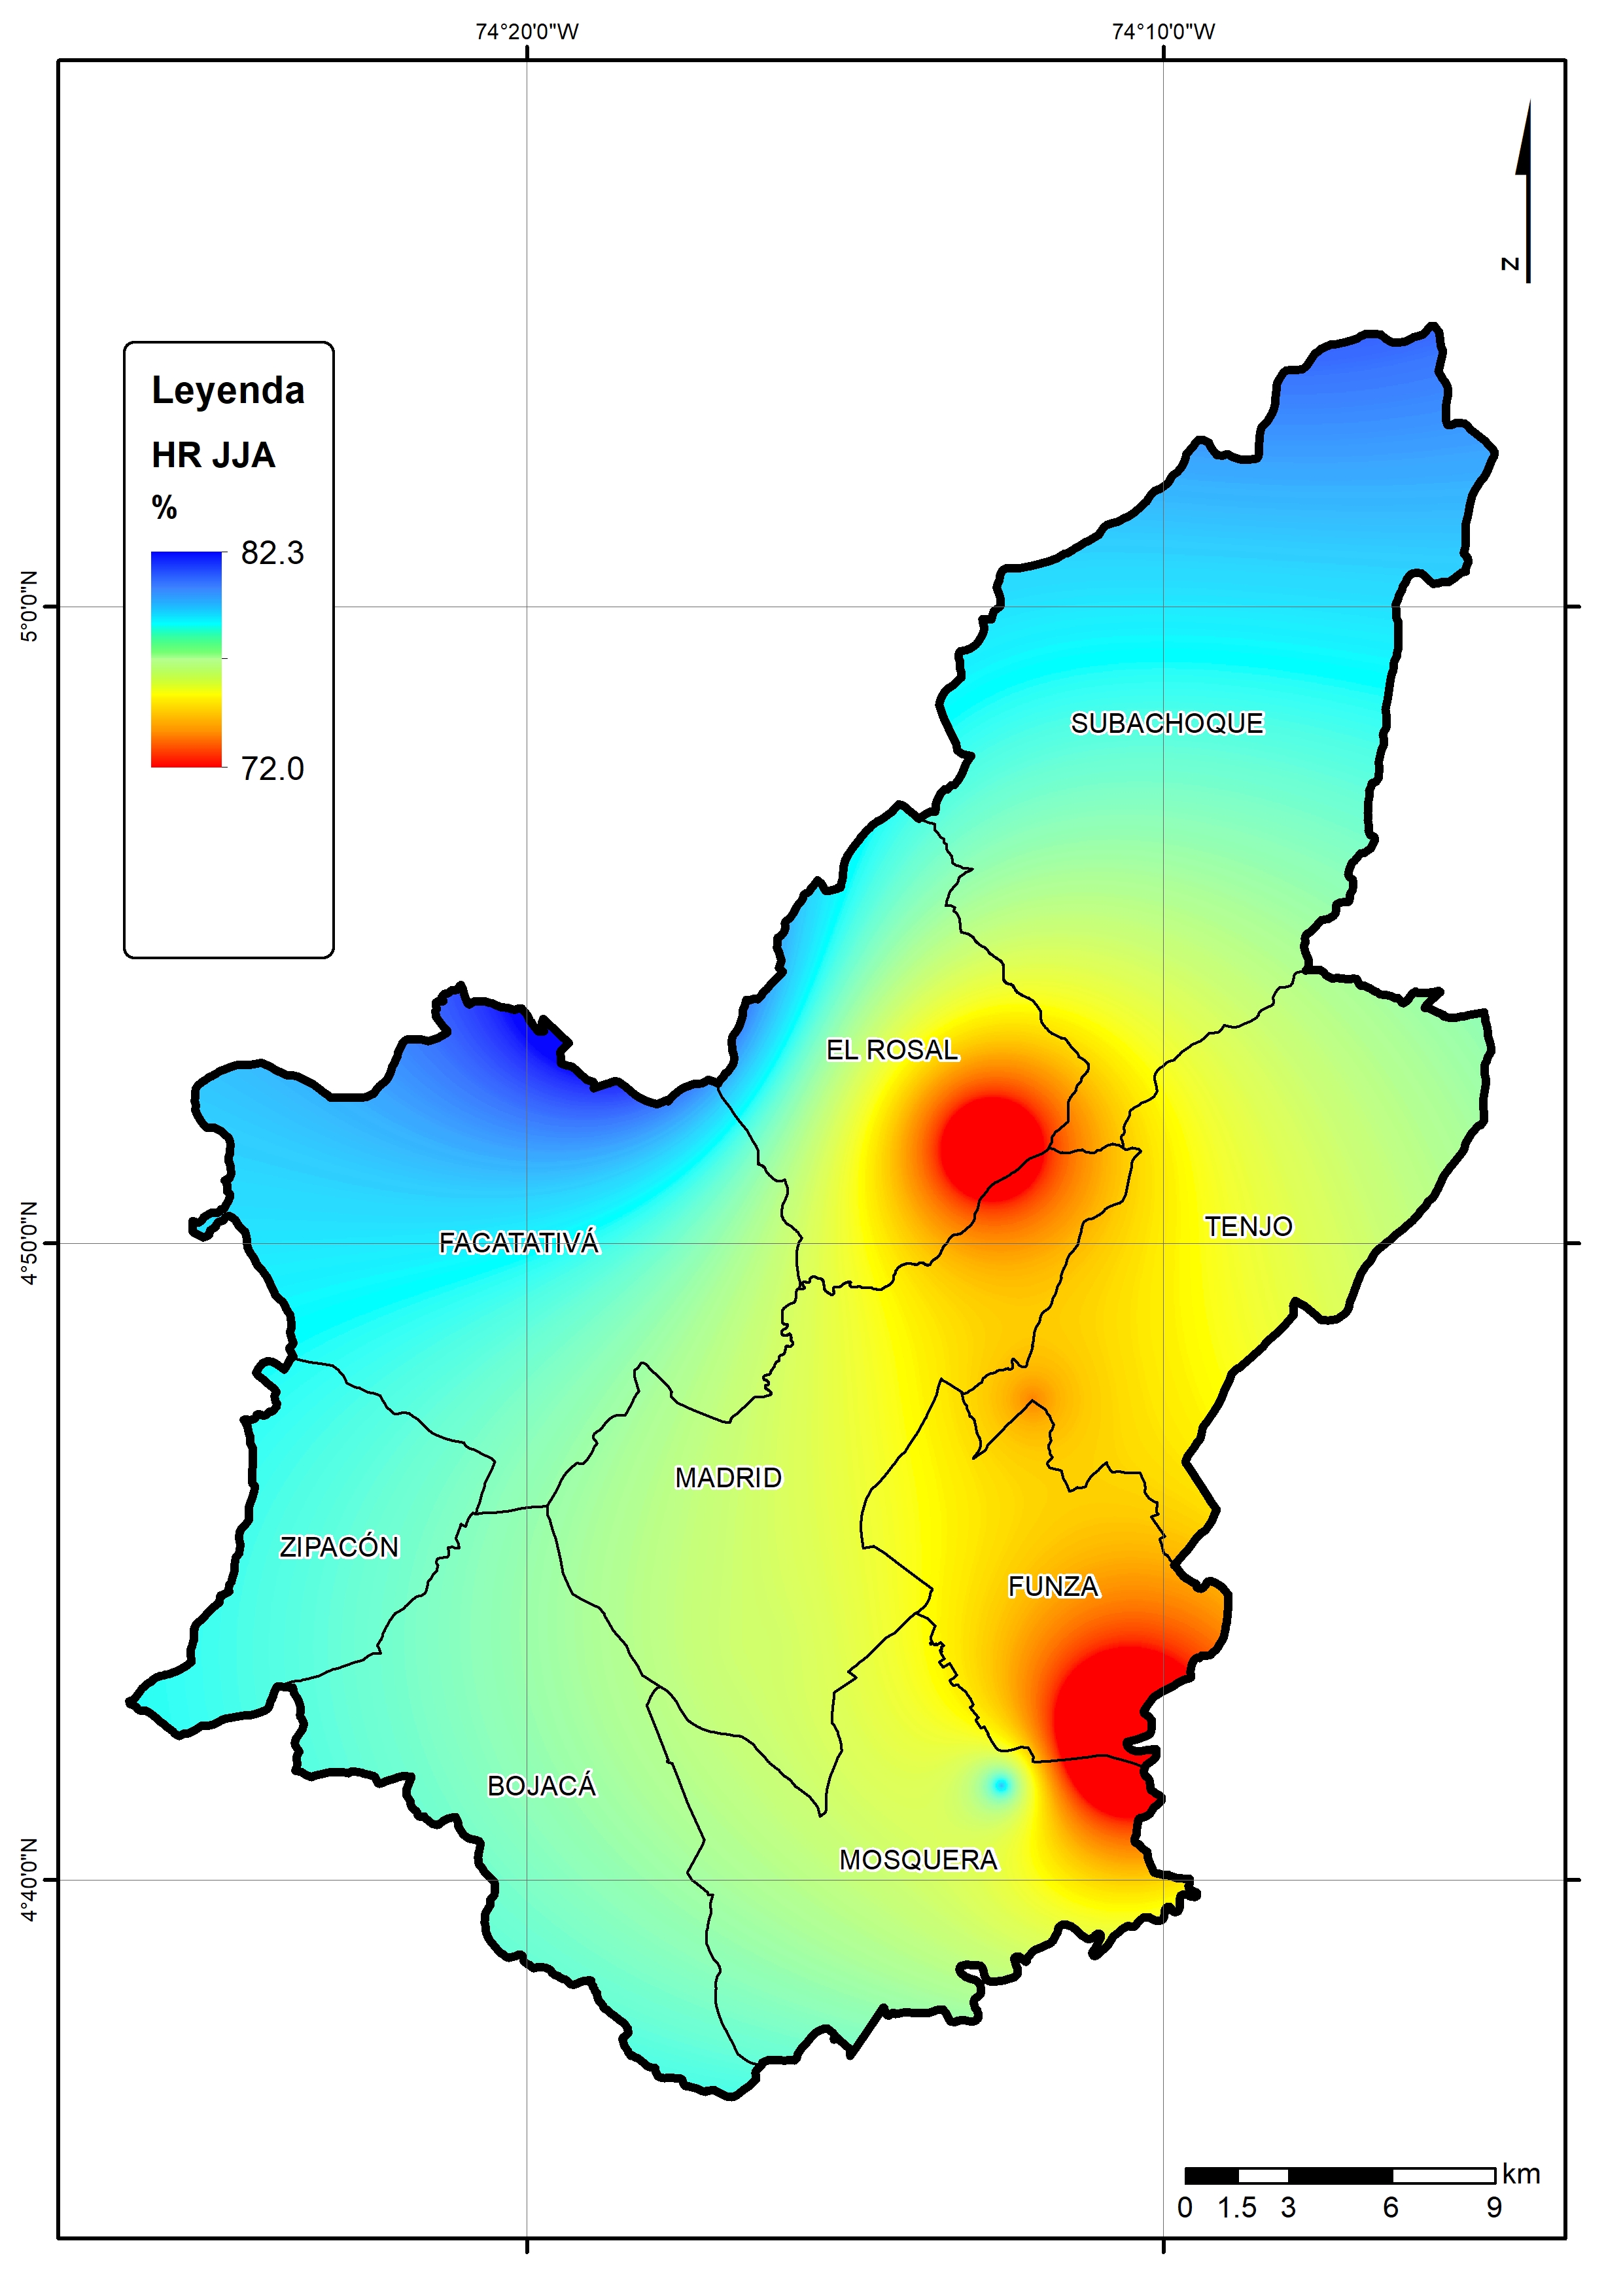 74°20'0"W
74°10'0"W
N
Leyenda
HR JJA
%
82.3
72.0
5°0'0"N
SUBACHOQUE
EL ROSAL
TENJO
4°50'0"N
FACATATIVÁ
MADRID
ZIPACÓN
FUNZA
BOJACÁ
MOSQUERA
4°40'0"N
km
0 1.5 3 6 9